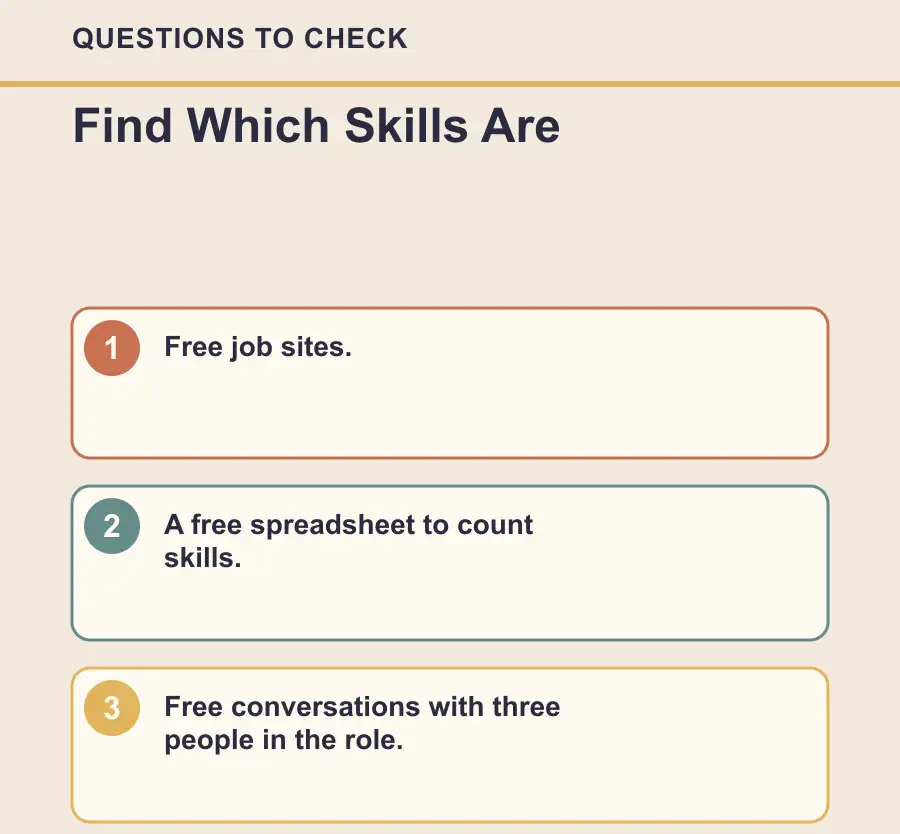 QUESTIONS TO CHECK
Find Which Skills Are
1
Free job sites.
2
A free spreadsheet to count
skills.
3
Free conversations with three
people in the role.